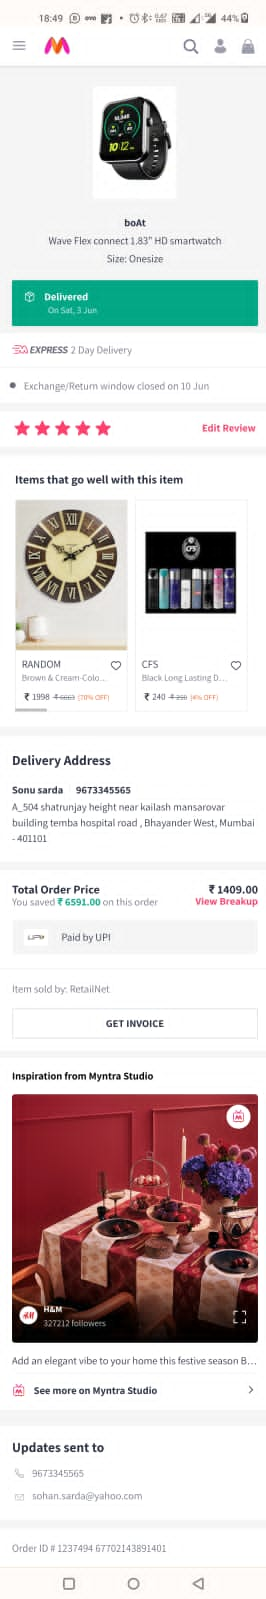 18:49
44%
boAt
Wave Flex connect 1.83" HD smartwatch
Size: Onesize
Delivered
On Sat, 3 Jun
EXPRESS 2 Day Delivery
Exchange/Return window closed on 10 Jun
Edit Review
Items that go well with this item
RANDOM
Brown & Cream-Colo...
₹ 1998 (70% OFF)
CFS
CFS
Black Long Lasting D...
₹ 240 ₹ 250 (4% OFF)
Delivery Address
Sonu sarda 9673345565
A_504 shatrunjay height near kailash mansarovar
building temba hospital road , Bhayander West, Mumbai
- 401101
Total Order Price ₹ 1409.00
You saved ₹ 6591.00 on this order View Breakup
UPI Paid by UPI
Item sold by: RetailNet
GET INVOICE
Inspiration from Myntra Studio
H&M
H&M
327212 followers
Add an elegant vibe to your home this festive season B...
See more on Myntra Studio
Updates sent to
9673345565
sohan.sarda@yahoo.com
Order ID # 1237494 67702143891401